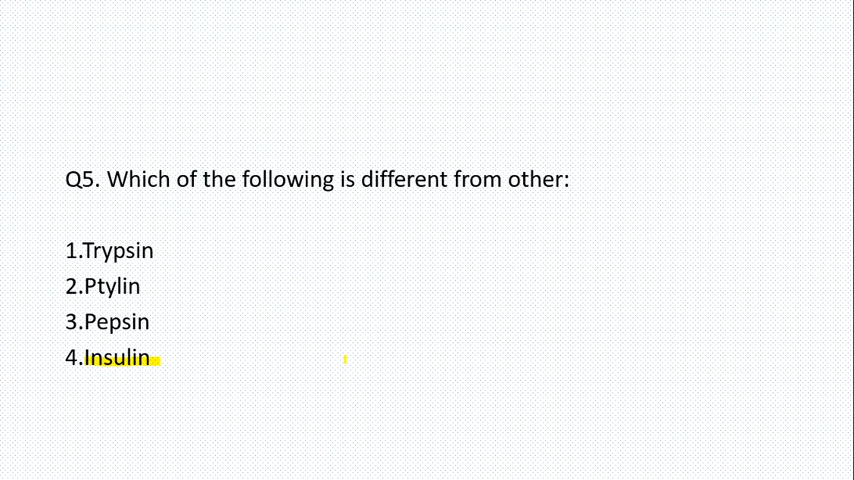 Q5. Which of the following is different from other:
1.Trypsin
2.Ptylin
3.Pepsin
4.Insulin